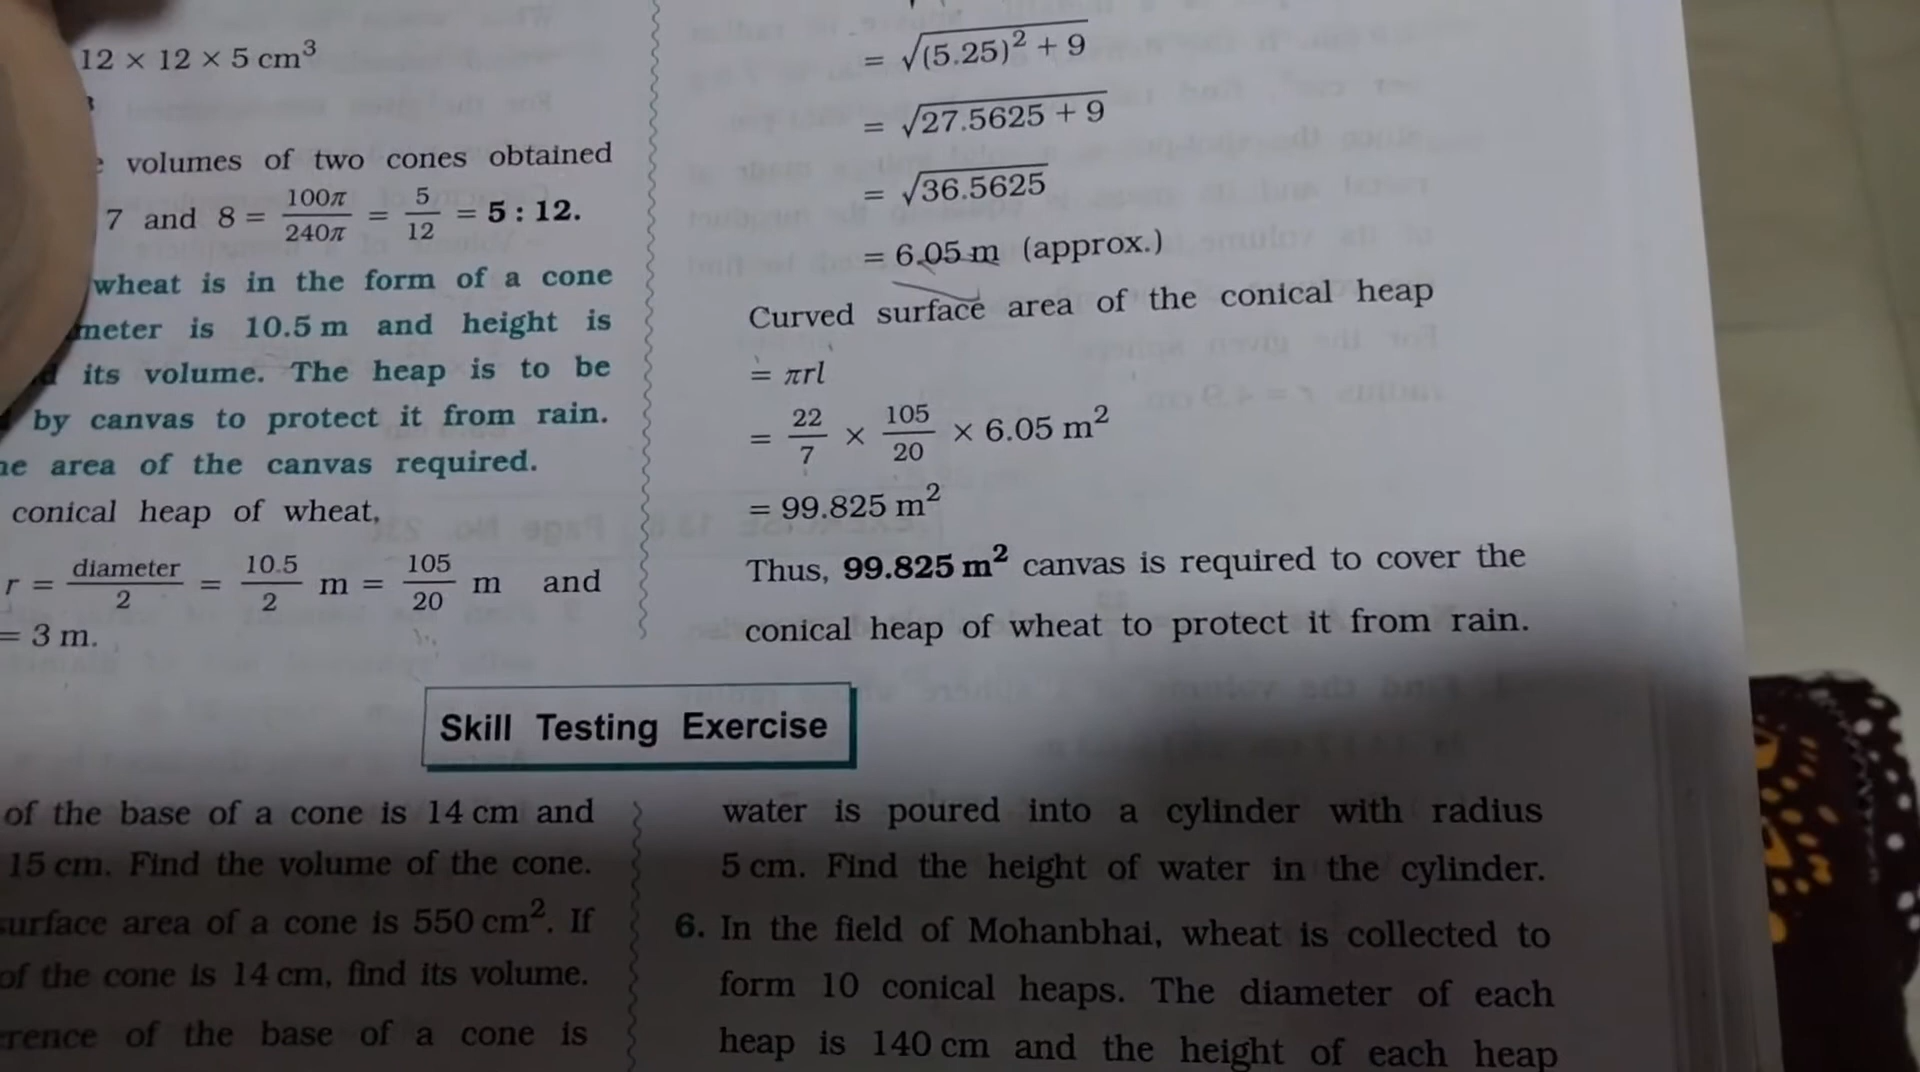 12 × 12 × 5 cm³
volumes of two cones obtained
7 and 8 = 100π/240π = 5/12 = 5 : 12.
wheat is in the form of a cone
meter is 10.5 m and height is
its volume. The heap is to be
by canvas to protect it from rain.
area of the canvas required.
conical heap of wheat,
r = diameter/2 = 10.5/2 m = 105/20 m and
= 3 m.
= √(5.25)² + 9
= √27.5625 + 9
= √36.5625
= 6.05 m (approx.)
Curved surface area of the conical heap
= πrl
= 22/7 × 105/20 × 6.05 m²
= 99.825 m²
Thus, 99.825 m² canvas is required to cover the
conical heap of wheat to protect it from rain.
Skill Testing Exercise
of the base of a cone is 14 cm and
15 cm. Find the volume of the cone.
surface area of a cone is 550 cm². If
of the cone is 14 cm, find its volume.
rence of the base of a cone is
water is poured into a cylinder with radius
5 cm. Find the height of water in the cylinder.
6. In the field of Mohanbhai, wheat is collected to
form 10 conical heaps. The diameter of each
heap is 140 cm and the height of each heap